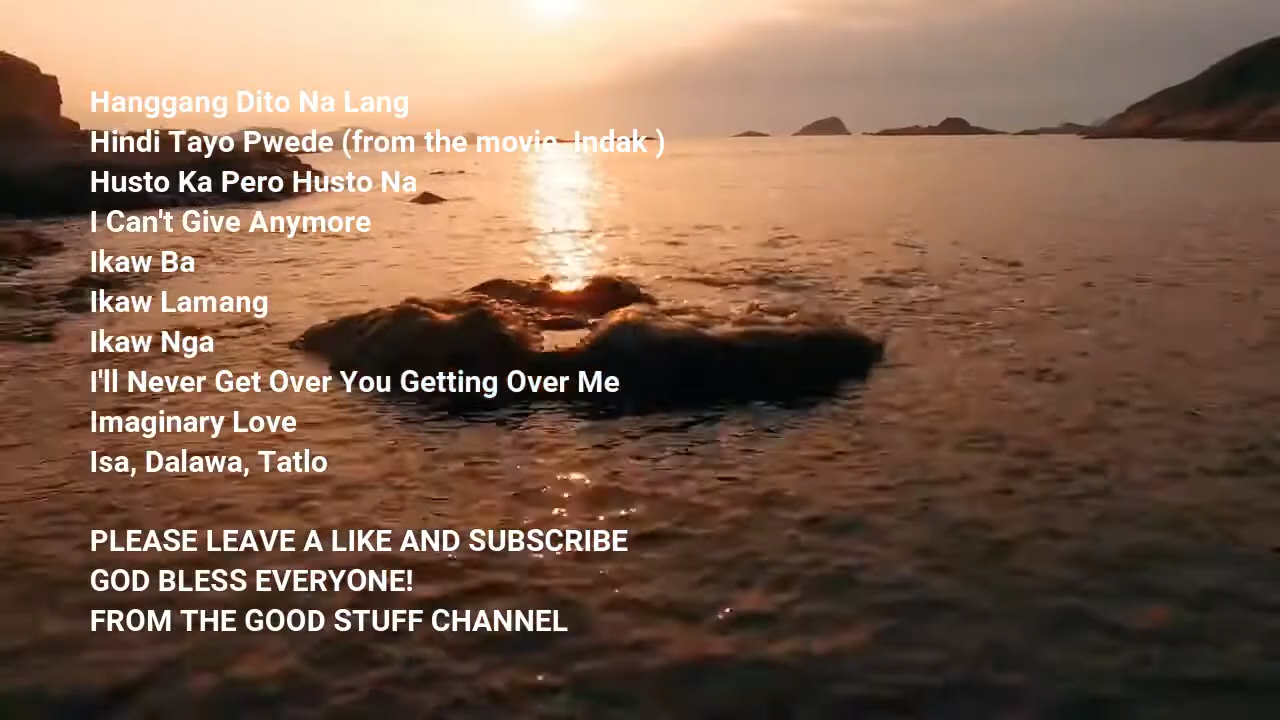 Hanggang Dito Na Lang
Hindi Tayo Pwede (from the movie Indak )
Husto Ka Pero Husto Na
I Can't Give Anymore
Ikaw Ba
Ikaw Lamang
Ikaw Nga
I'll Never Get Over You Getting Over Me
Imaginary Love
Isa, Dalawa, Tatlo
PLEASE LEAVE A LIKE AND SUBSCRIBE
GOD BLESS EVERYONE!
FROM THE GOOD STUFF CHANNEL